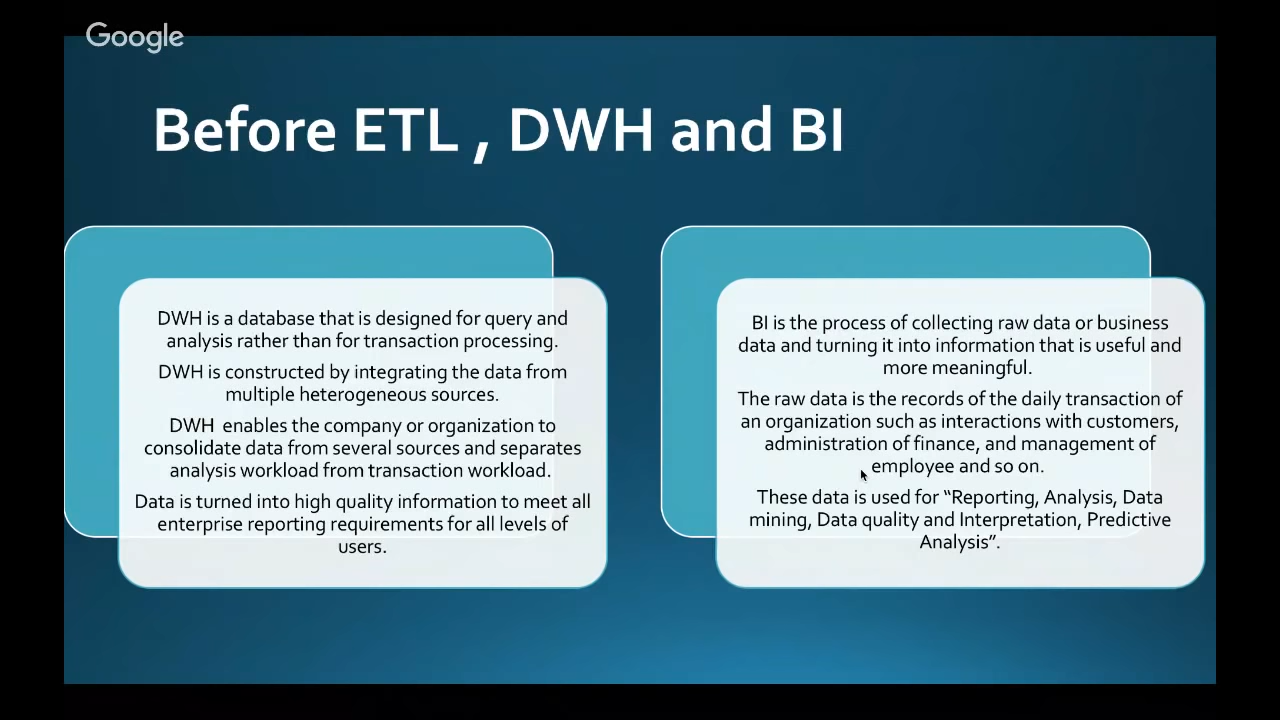 Google
Before ETL , DWH and BI
DWH is a database that is designed for query and
analysis rather than for transaction processing.
DWH is constructed by integrating the data from
multiple heterogeneous sources.
DWH enables the company or organization to
consolidate data from several sources and separates
analysis workload from transaction workload.
Data is turned into high quality information to meet all
enterprise reporting requirements for all levels of
users.
BI is the process of collecting raw data or business
data and turning it into information that is useful and
more meaningful.
The raw data is the records of the daily transaction of
an organization such as interactions with customers,
administration of finance, and management of
employee and so on.
These data is used for “Reporting, Analysis, Data
mining, Data quality and Interpretation, Predictive
Analysis”.